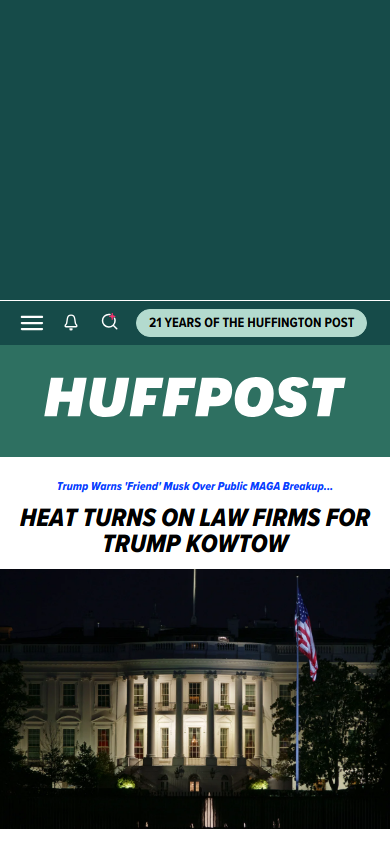 21 YEARS OF THE HUFFINGTON POST
HUFFPOST
Trump Warns 'Friend' Musk Over Public MAGA Breakup...
HEAT TURNS ON LAW FIRMS FOR
TRUMP KOWTOW